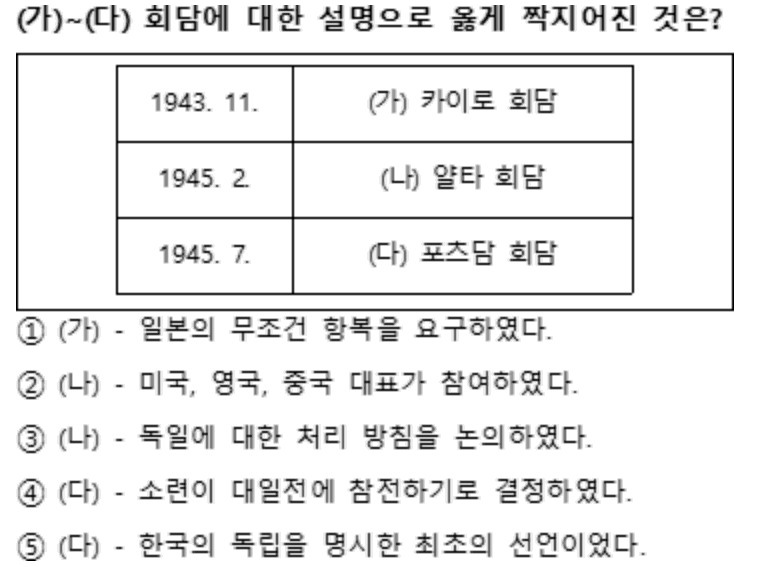 (가)~(다) 회담에 대한 설명으로 옳게 짝지어진 것은?
1943. 11. (가) 카이로 회담
1945. 2. (나) 얄타 회담
1945. 7. (다) 포츠담 회담
① (가) - 일본의 무조건 항복을 요구하였다.
② (나) - 미국, 영국, 중국 대표가 참여하였다.
③ (나) - 독일에 대한 처리 방침을 논의하였다.
④ (다) - 소련이 대일전에 참전하기로 결정하였다.
⑤ (다) - 한국의 독립을 명시한 최초의 선언이었다.